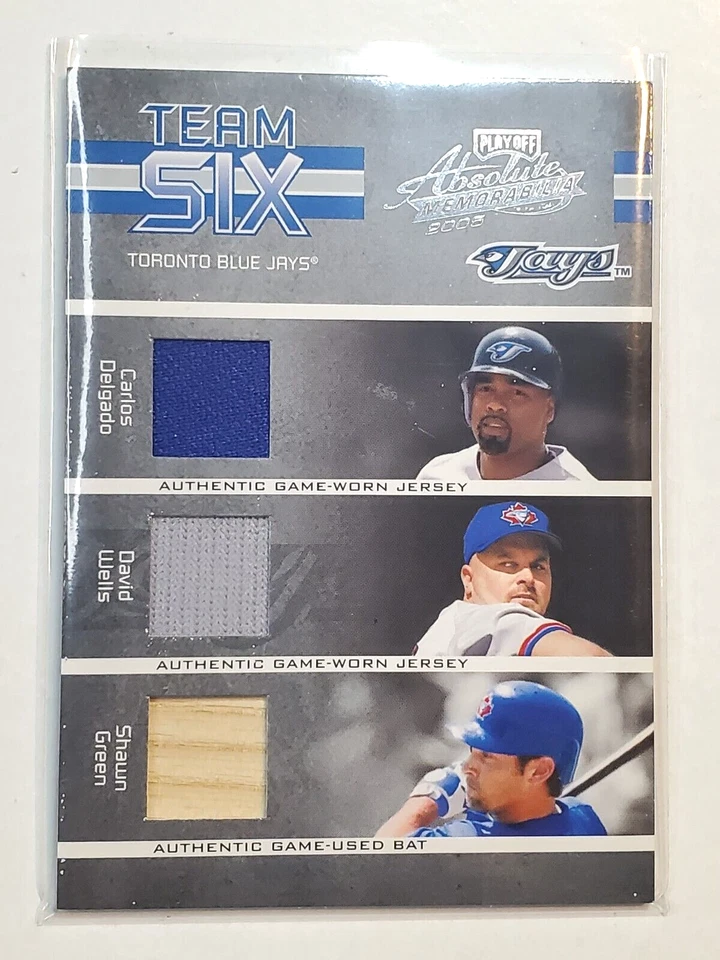 TEAM
SIX
TORONTO BLUE JAYS®
PLAYOFF
Absolute
MEMORABILIA
2005
Jays™
Carlos
Delgado
AUTHENTIC GAME-WORN JERSEY
David
Wells
AUTHENTIC GAME-WORN JERSEY
Shawn
Green
AUTHENTIC GAME-USED BAT